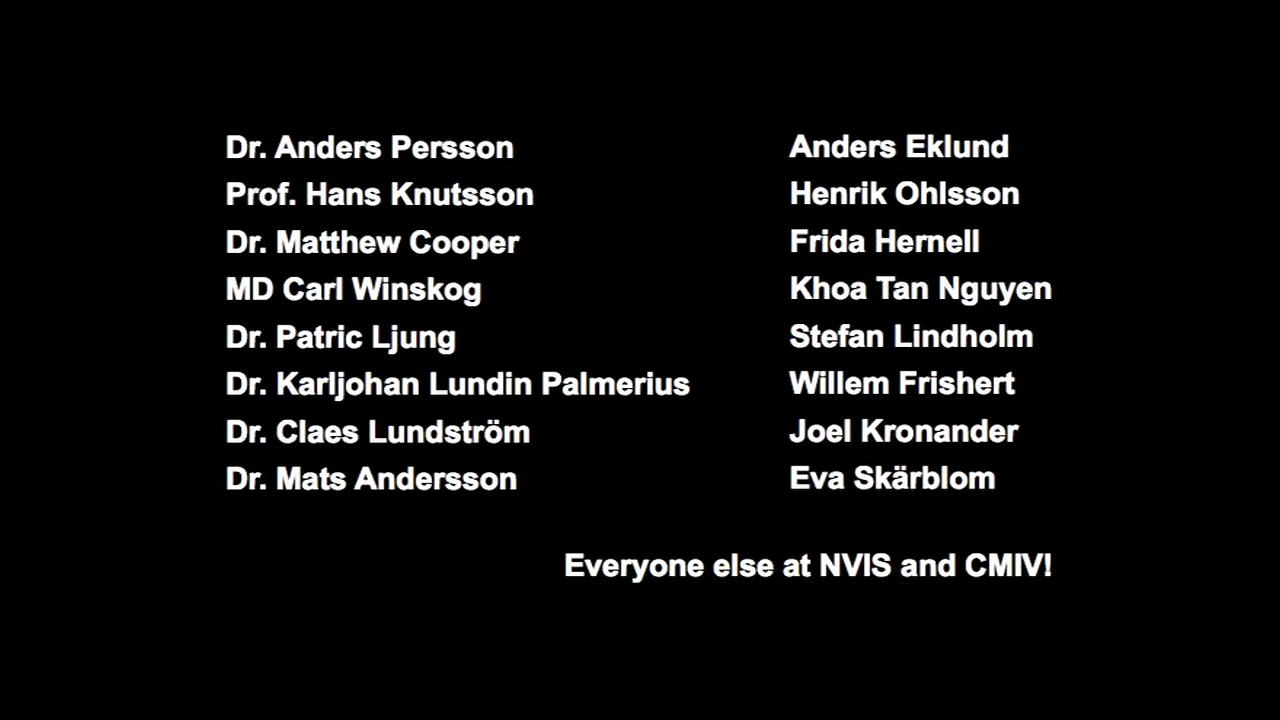 Dr. Anders Persson
Prof. Hans Knutsson
Dr. Matthew Cooper
MD Carl Winskog
Dr. Patric Ljung
Dr. Karljohan Lundin Palmerius
Dr. Claes Lundström
Dr. Mats Andersson
Anders Eklund
Henrik Ohlsson
Frida Hernell
Khoa Tan Nguyen
Stefan Lindholm
Willem Frishert
Joel Kronander
Eva Skärblom
Everyone else at NVIS and CMIV!